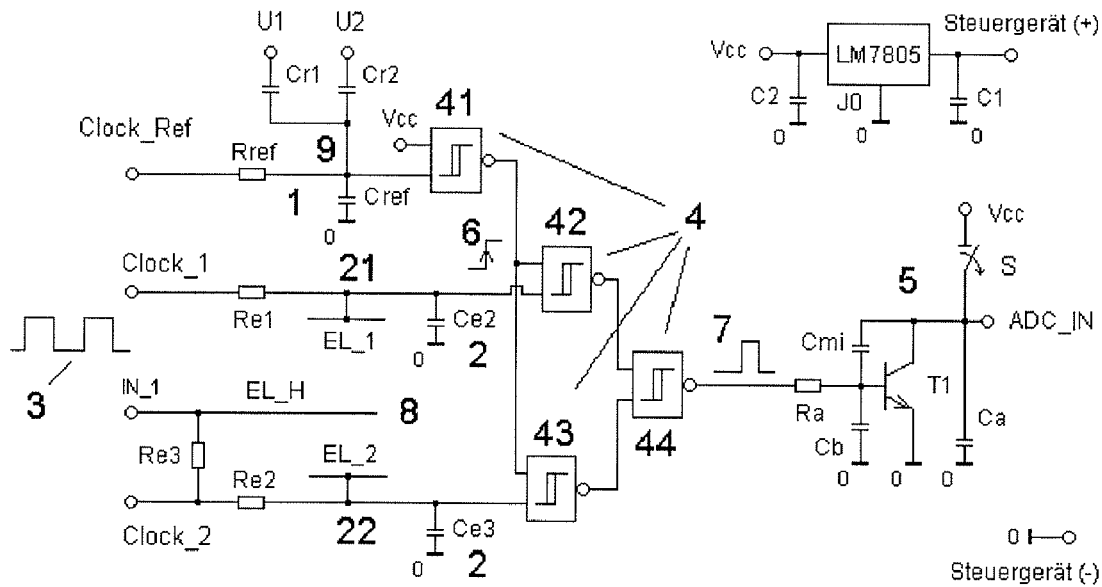 U1 U2
Steuergerät (+)
Cr1 Cr2
Vcc LM7805
C2 J0 C1
0 0 0
41
Vcc
Clock_Ref
Rref 9
1 Cref
0
4
6 42
Vcc
S
Clock_1 21
5
Re1 EL_1 Ce2
0 2
ADC_IN
7 Cmi
T1
3
IN_1 EL_H 8
Ra
Cb Ca
43 44
Re3 Re2 EL_2
0 0 0
Clock_2 22 Ce3
0 2
0
Steuergerät (-)